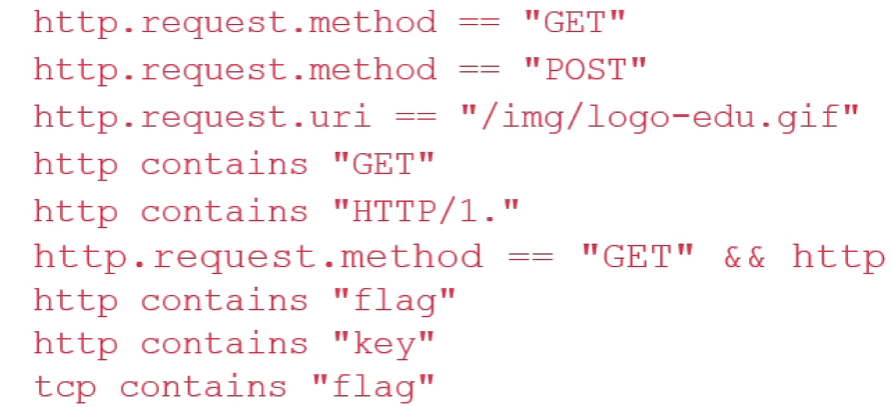 http.request.method == "GET"
http.request.method == "POST"
http.request.uri == "/img/logo-edu.gif"
http contains "GET"
http contains "HTTP/1."
http.request.method == "GET" && http
http contains "flag"
http contains "key"
tcp contains "flag"